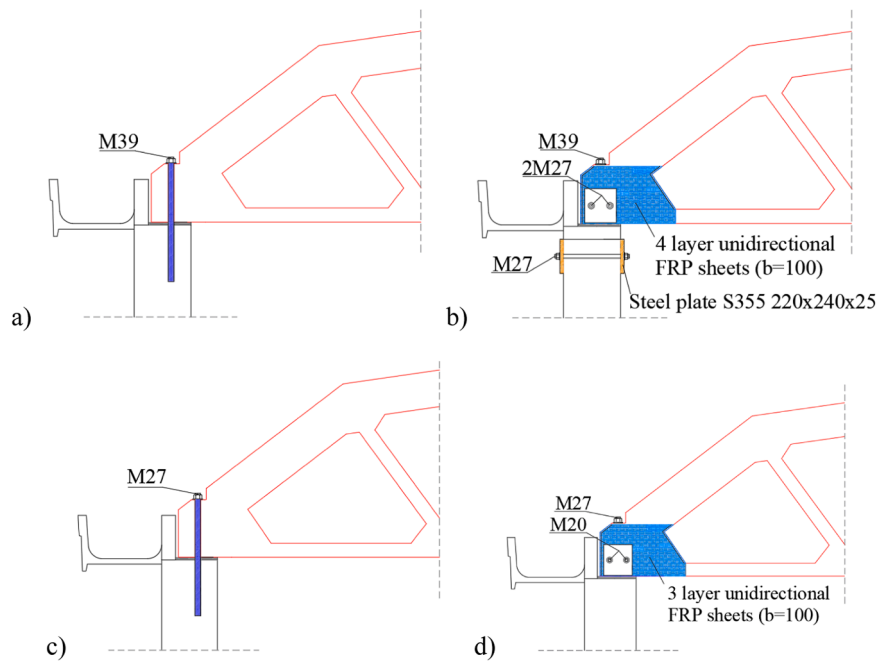 M39
a)
M39
2M27
4 layer unidirectional
FRP sheets (b=100)
M27
Steel plate S355 220x240x25
b)
M27
c)
M27
M20
3 layer unidirectional
FRP sheets (b=100)
d)